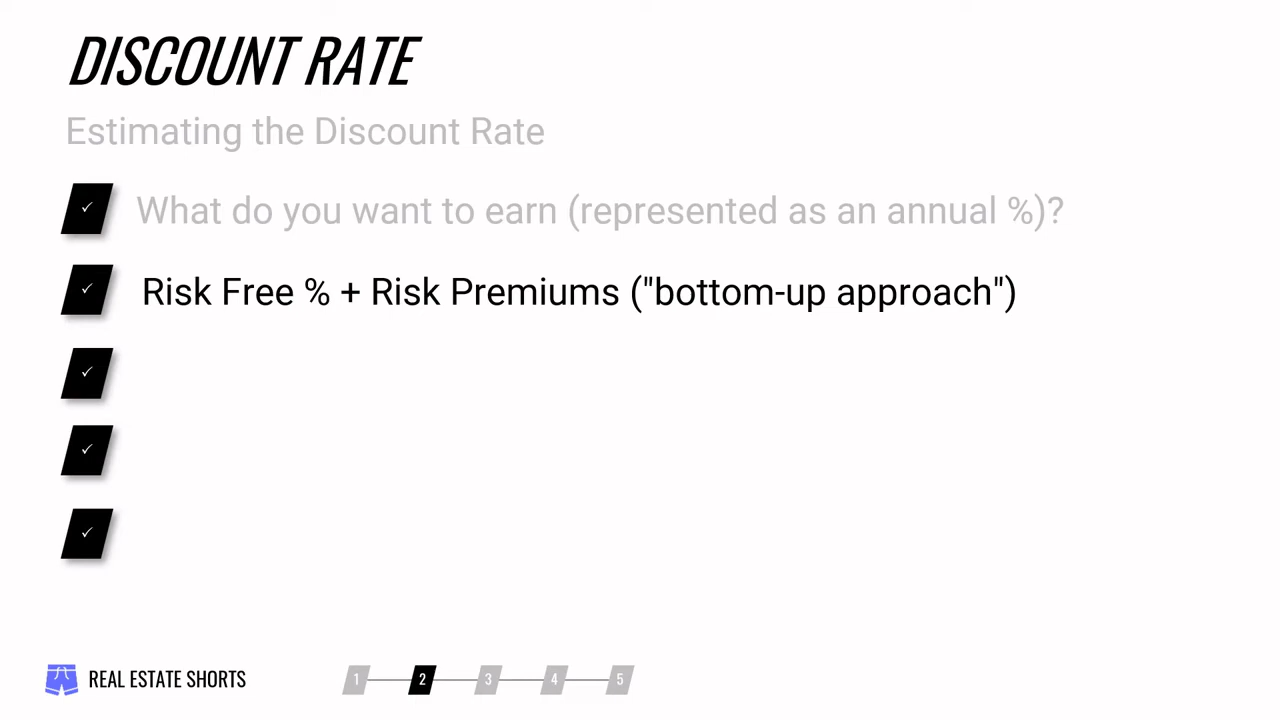 DISCOUNT RATE
Estimating the Discount Rate
✓ What do you want to earn (represented as an annual %)?
✓ Risk Free % + Risk Premiums ("bottom-up approach")
✓
✓
✓
REAL ESTATE SHORTS
1 2 3 4 5